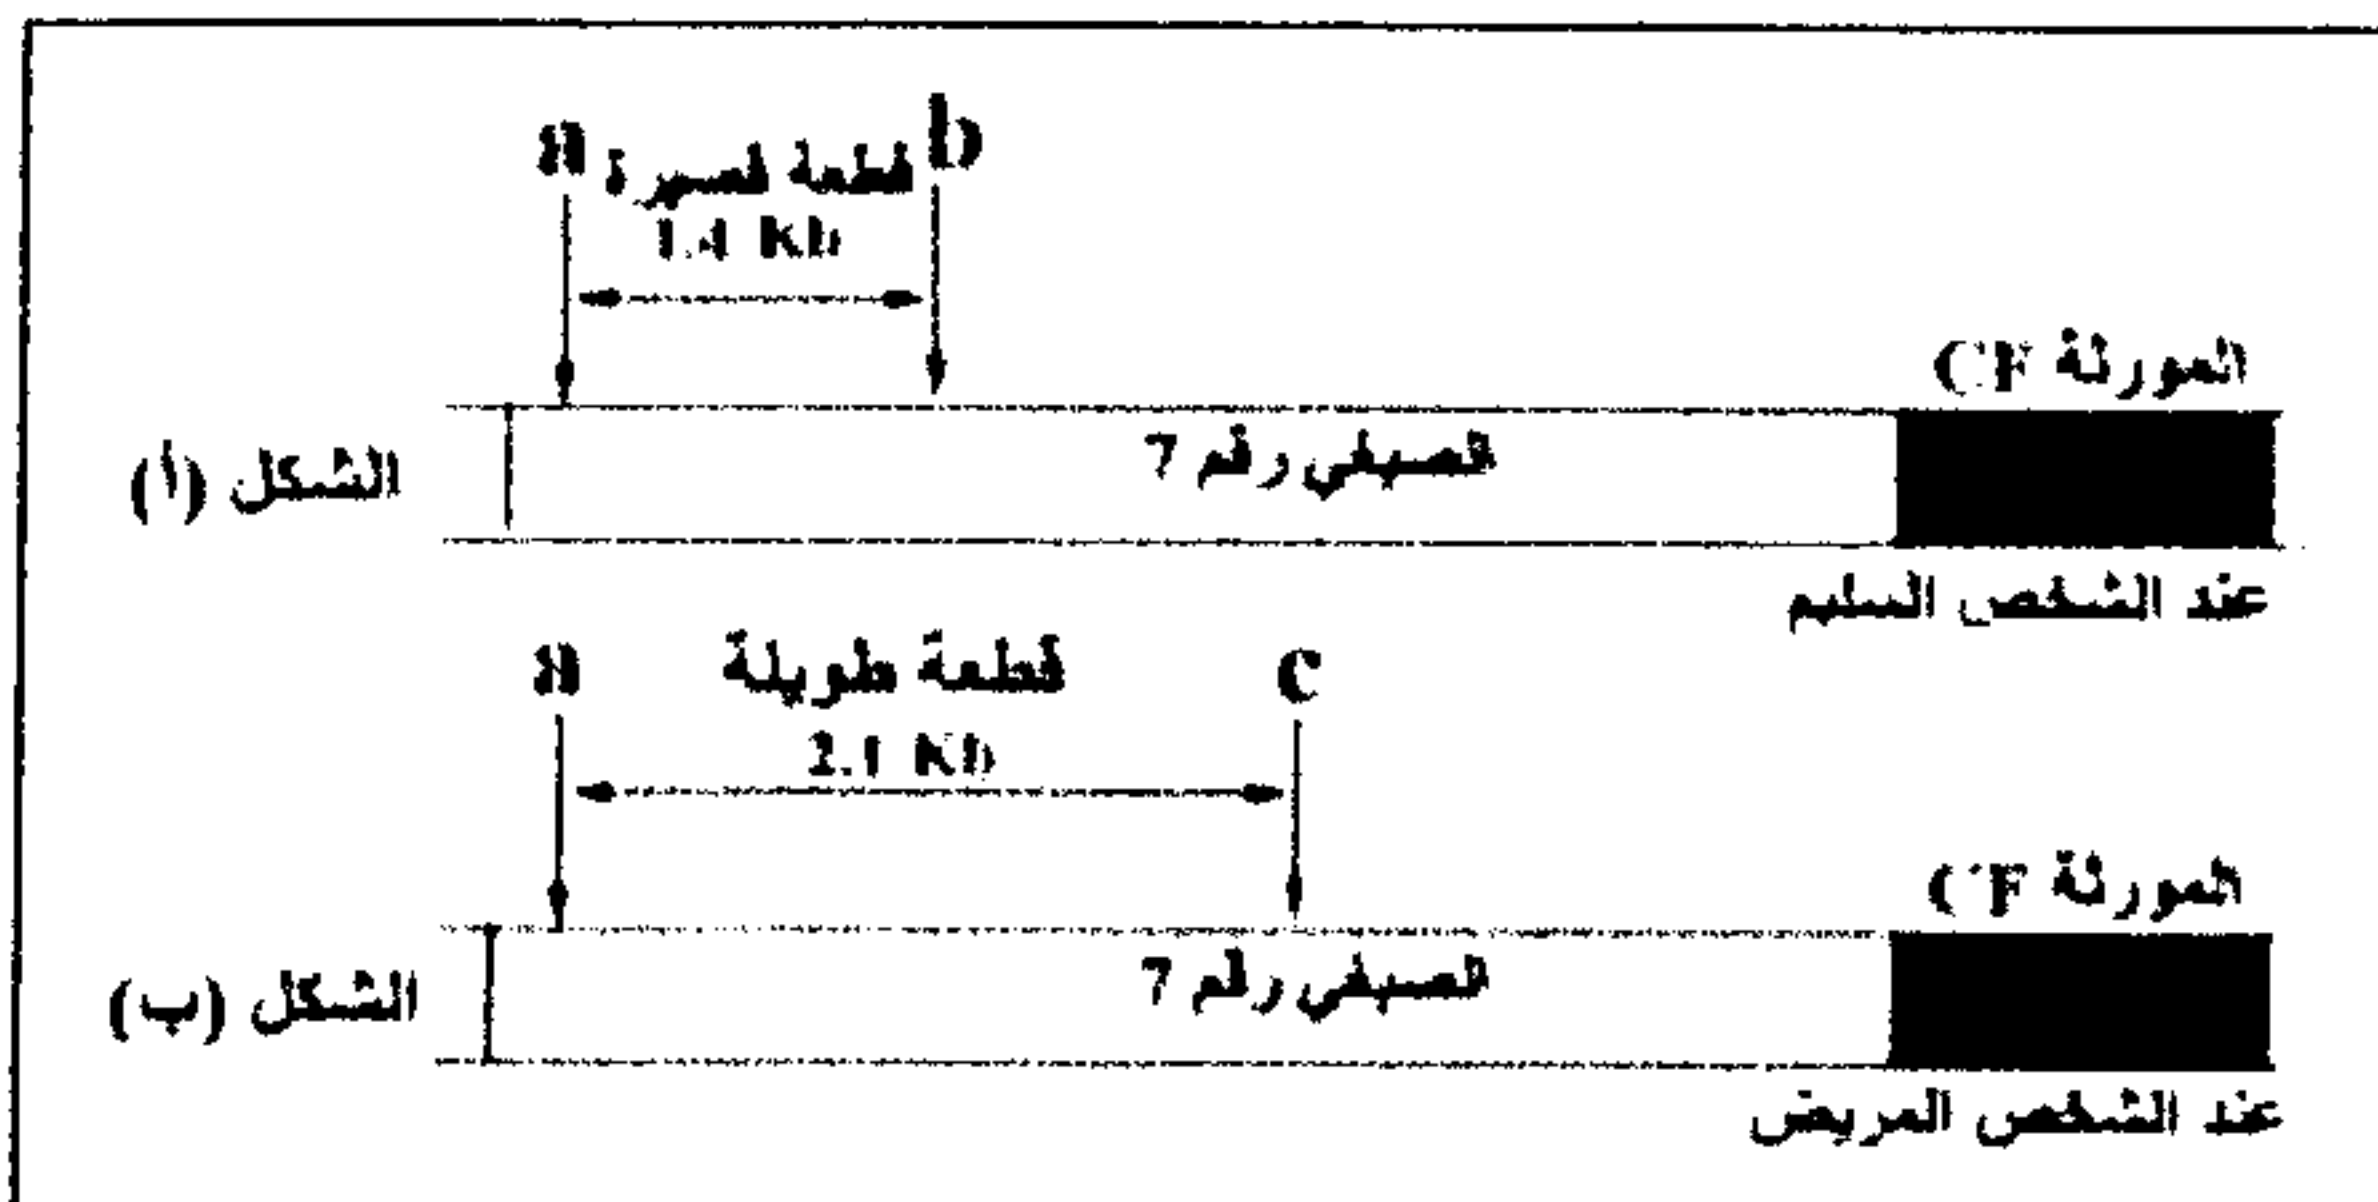 a قطعة قصيرة b
1.4 Kb
المورثة CF
الشكل (أ)
الصبغي رقم 7
عند الشخص السليم
a قطعة طويلة c
2.1 Kb
المورثة CF
الشكل (ب)
الصبغي رقم 7
عند الشخص المريض